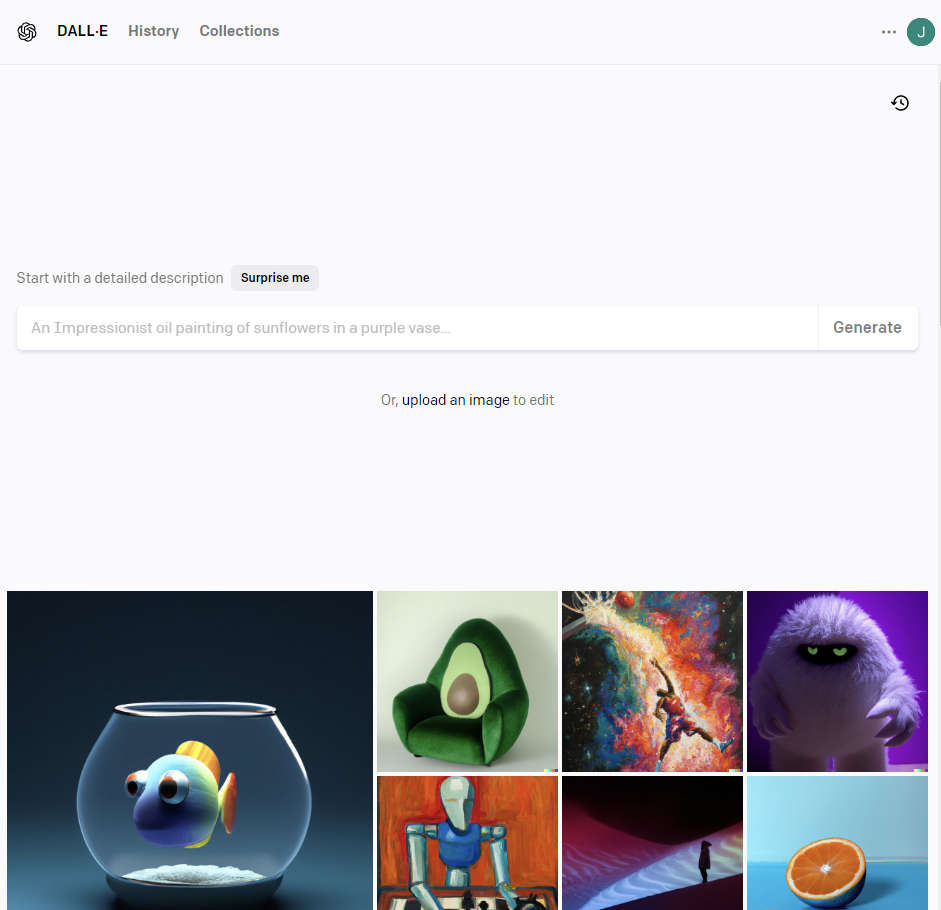 DALL·E History Collections
J
Start with a detailed description Surprise me
An Impressionist oil painting of sunflowers in a purple vase...
Generate
Or, upload an image to edit